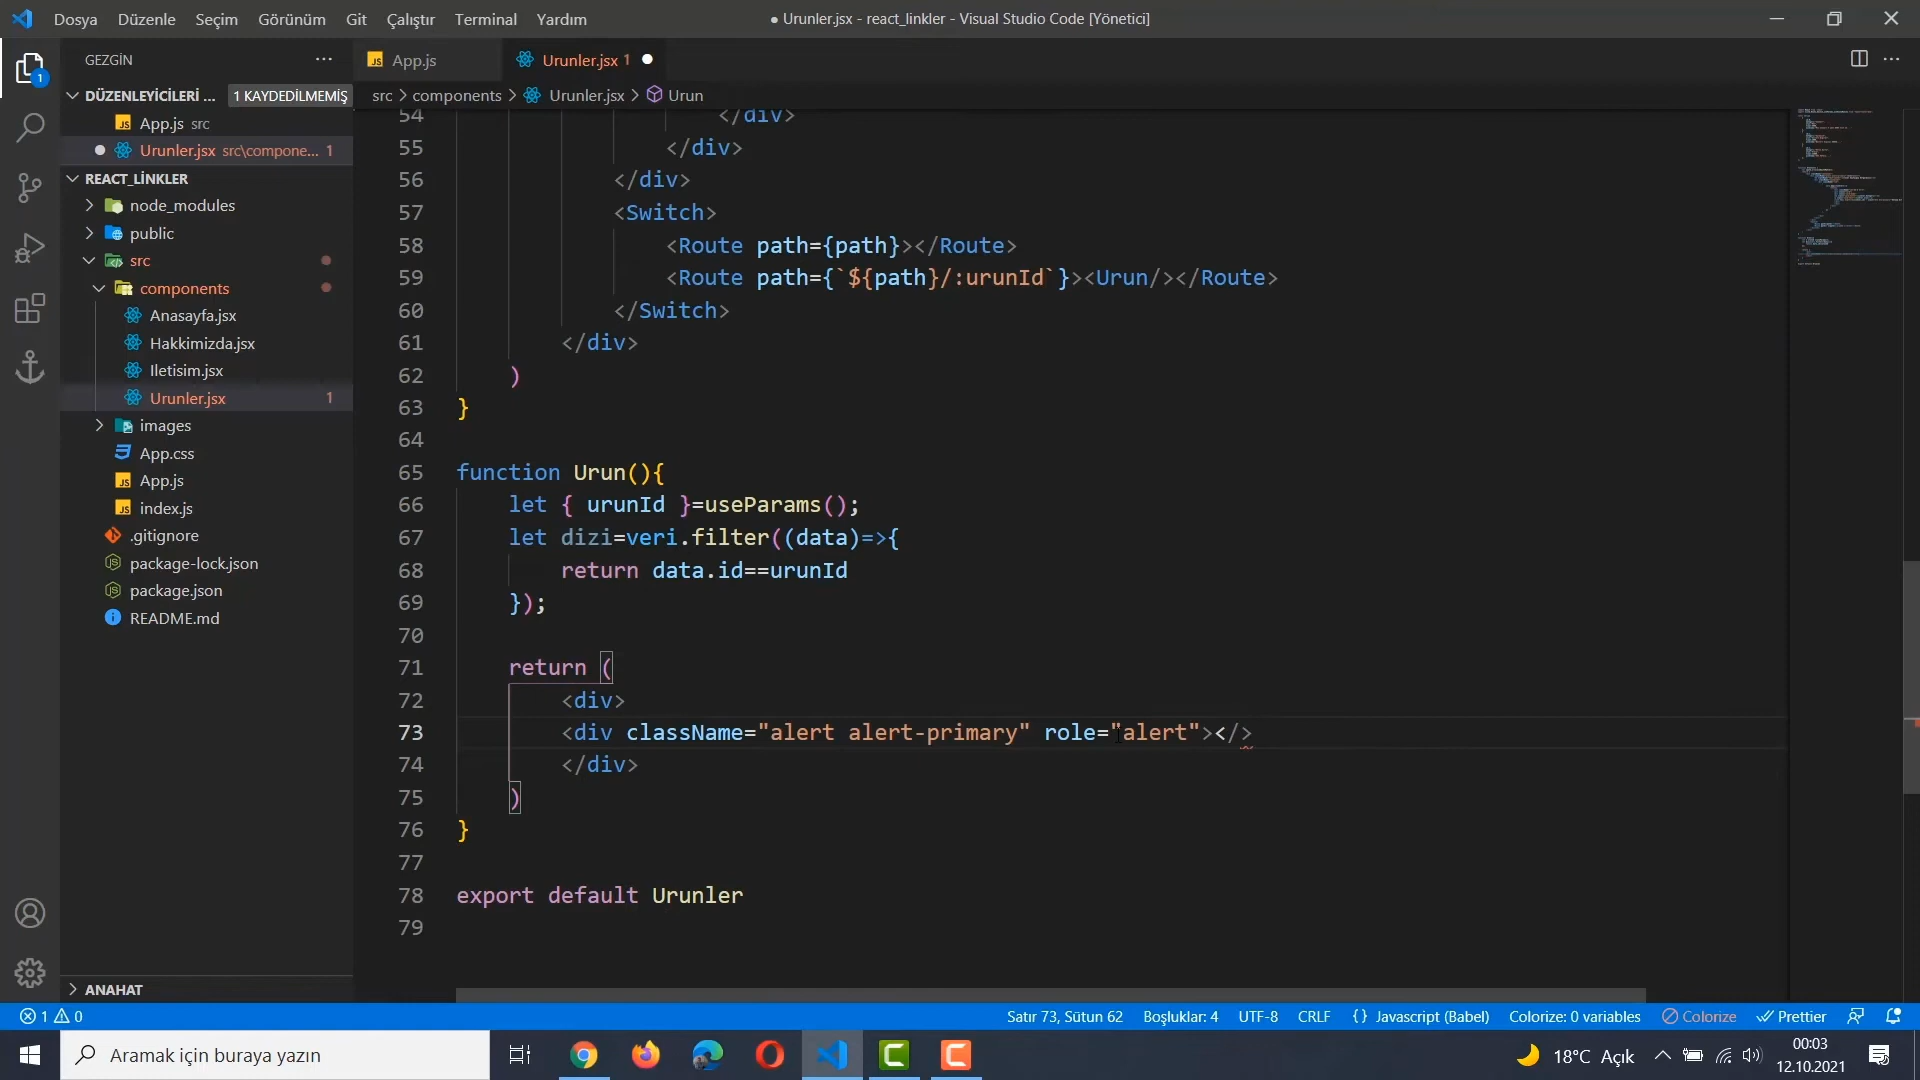 Dosya Düzenle Seçim Görünüm Git Çalıştır Terminal Yardım
● Urunler.jsx - react_linkler - Visual Studio Code [Yönetici]
GEZGİN ···
App.js
Urunler.jsx 1
DÜZENLEYİCİLERİ ... 1 KAYDEDİLMEMİŞ
src > components > Urunler.jsx > Urun
App.js src
Urunler.jsx src\compone... 1
REACT_LİNKLER
node_modules
public
src
components
Anasayfa.jsx
Hakkimizda.jsx
Iletisim.jsx
Urunler.jsx 1
images
App.css
App.js
index.js
.gitignore
package-lock.json
package.json
README.md
ANAHAT
54 </div>
55 </div>
56 </div>
57 <Switch>
58 <Route path={path}></Route>
59 <Route path={`${path}/:urunId`}><Urun/></Route>
60 </Switch>
61 </div>
62 )
63 }
64
65 function Urun(){
66 let { urunId }=useParams();
67 let dizi=veri.filter((data)=>{
68 return data.id==urunId
69 });
70
71 return (
72 <div>
73 <div className="alert alert-primary" role="alert"></>
74 </div>
75 )
76 }
77
78 export default Urunler
79
1 0
Satır 73, Sütun 62 Boşluklar: 4 UTF-8 CRLF {} Javascript (Babel) Colorize: 0 variables Colorize Prettier
Aramak için buraya yazın
18°C Açık
00:03
12.10.2021